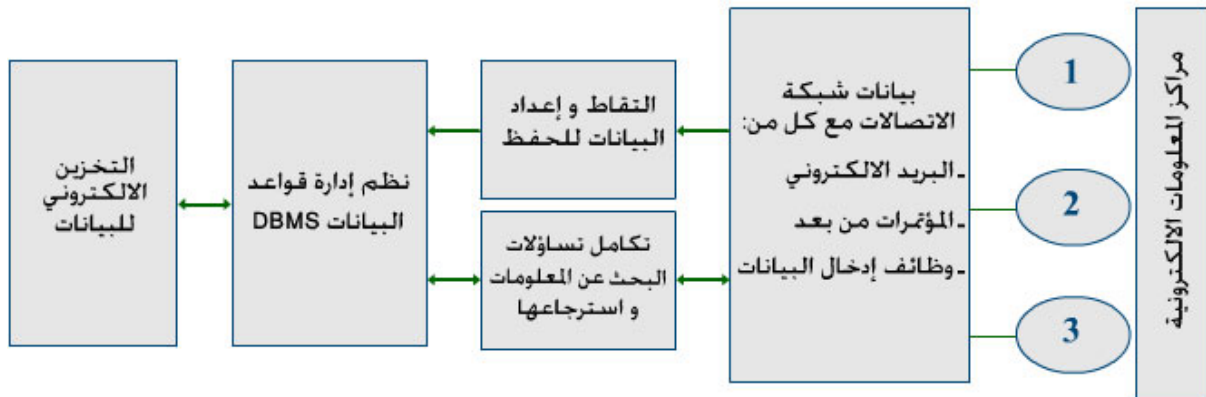 مراكز المعلومات الالكترونية
1
2
3
بيانات شبكة
الاتصالات مع كل من:
ـ البريد الالكتروني
ـ المؤتمرات من بعد
ـ وظائف إدخال البيانات
التقاط و إعداد
البيانات للحفظ
تكامل تساؤلات
البحث عن المعلومات
و استرجاعها
نظم إدارة قواعد
البيانات DBMS
التخزين
الالكتروني
للبيانات